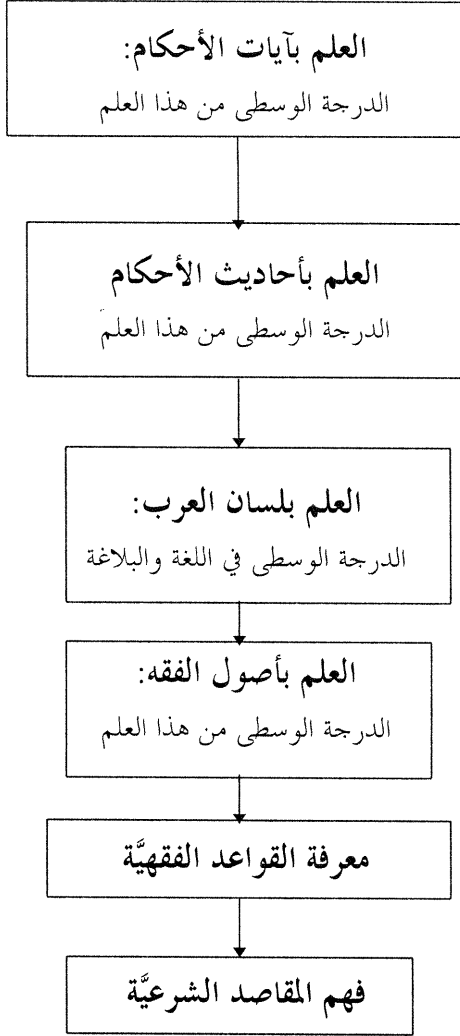 العلم بآيات الأحكام:
الدرجة الوسطى من هذا العلم
العلم بأحاديث الأحكام
الدرجة الوسطى من هذا العلم
العلم بلسان العرب:
الدرجة الوسطى في اللغة والبلاغة
العلم بأصول الفقه:
الدرجة الوسطى من هذا العلم
معرفة القواعد الفقهيَّة
فهم المقاصد الشرعيَّة